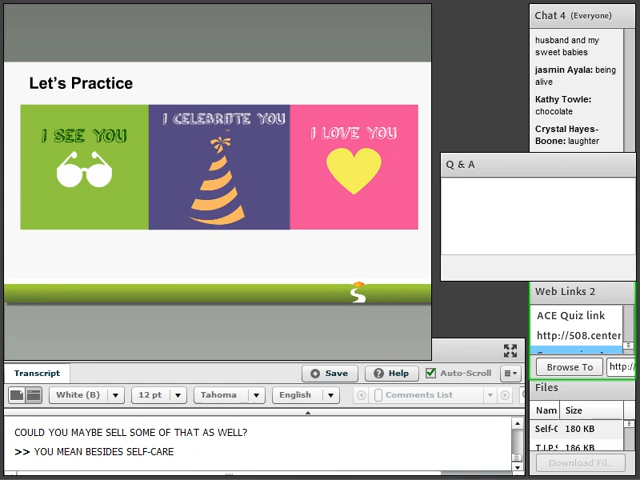 Let's Practice
I SEE YOU
I CELEBRATE YOU
I LOVE YOU
Chat 4 (Everyone)
husband and my
sweet babies
jasmin Ayala: being
alive
Kathy Towle:
chocolate
Crystal Hayes-
Boone: laughter
Q & A
Web Links 2
ACE Quiz link
http://508.center
Browse To
http:/
Files
Nam Size
Self-C 180 KB
T.I.P.S 186 KB
Download Fil...
Transcript
Save
Help
Auto-Scroll
White (B)
12 pt
Tahoma
English
Comments List
COULD YOU MAYBE SELL SOME OF THAT AS WELL?
>> YOU MEAN BESIDES SELF-CARE